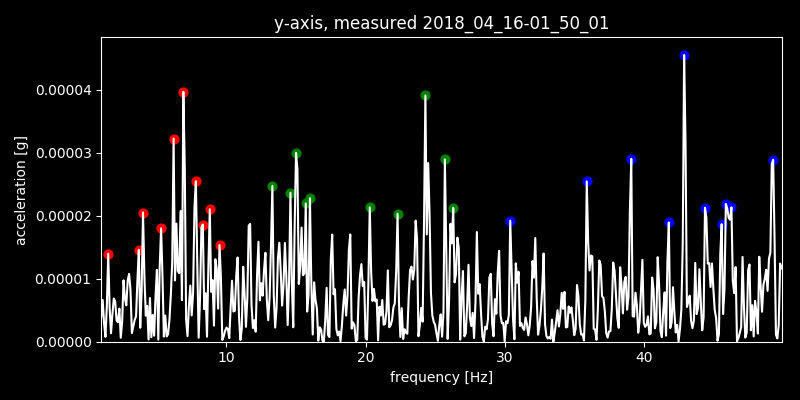 y-axis, measured 2018_04_16-01_50_01
0.00004
0.00003
0.00002
0.00001
0.00000
acceleration [g]
10 20 30 40
frequency [Hz]